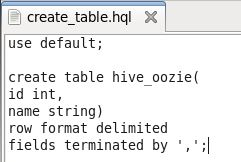 create_table.hql
use default;
create table hive_oozie(
id int,
name string)
row format delimited
fields terminated by ',';